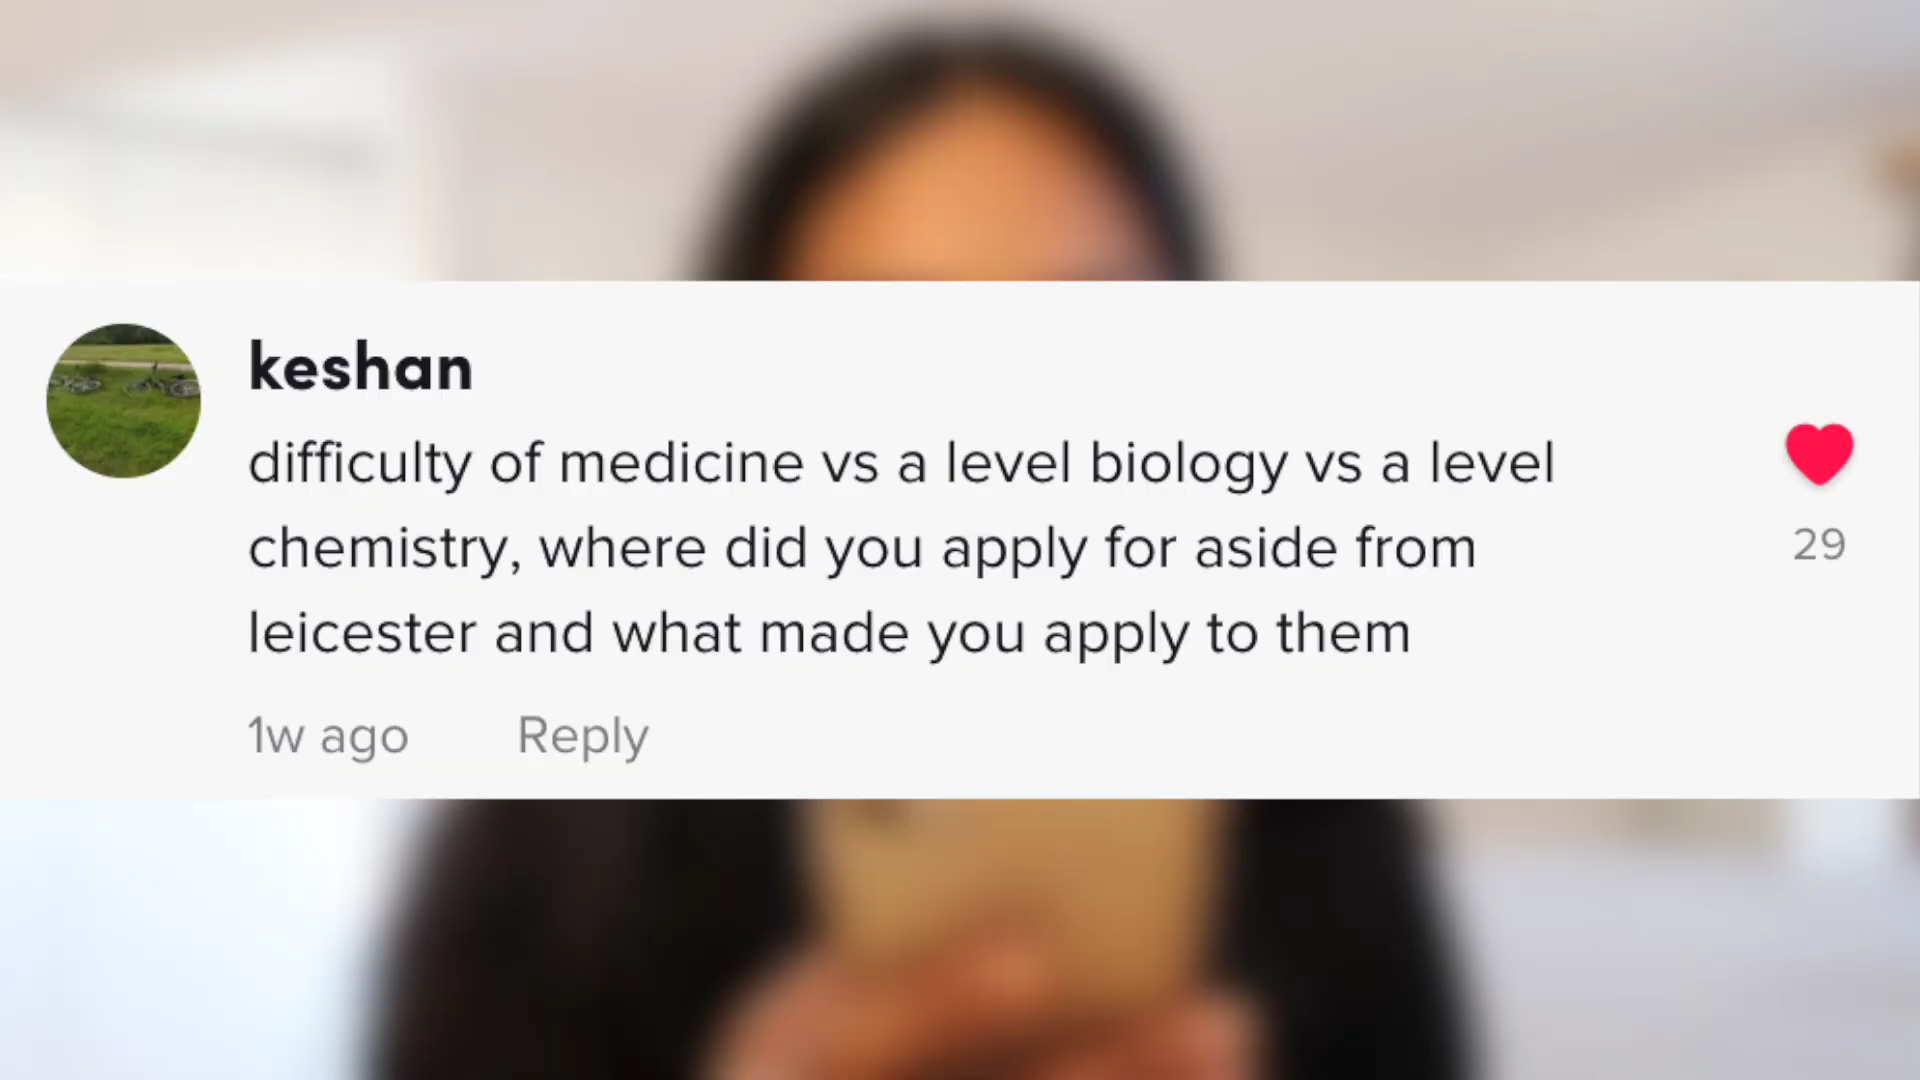 keshan
difficulty of medicine vs a level biology vs a level
chemistry, where did you apply for aside from
leicester and what made you apply to them
29
1w ago Reply